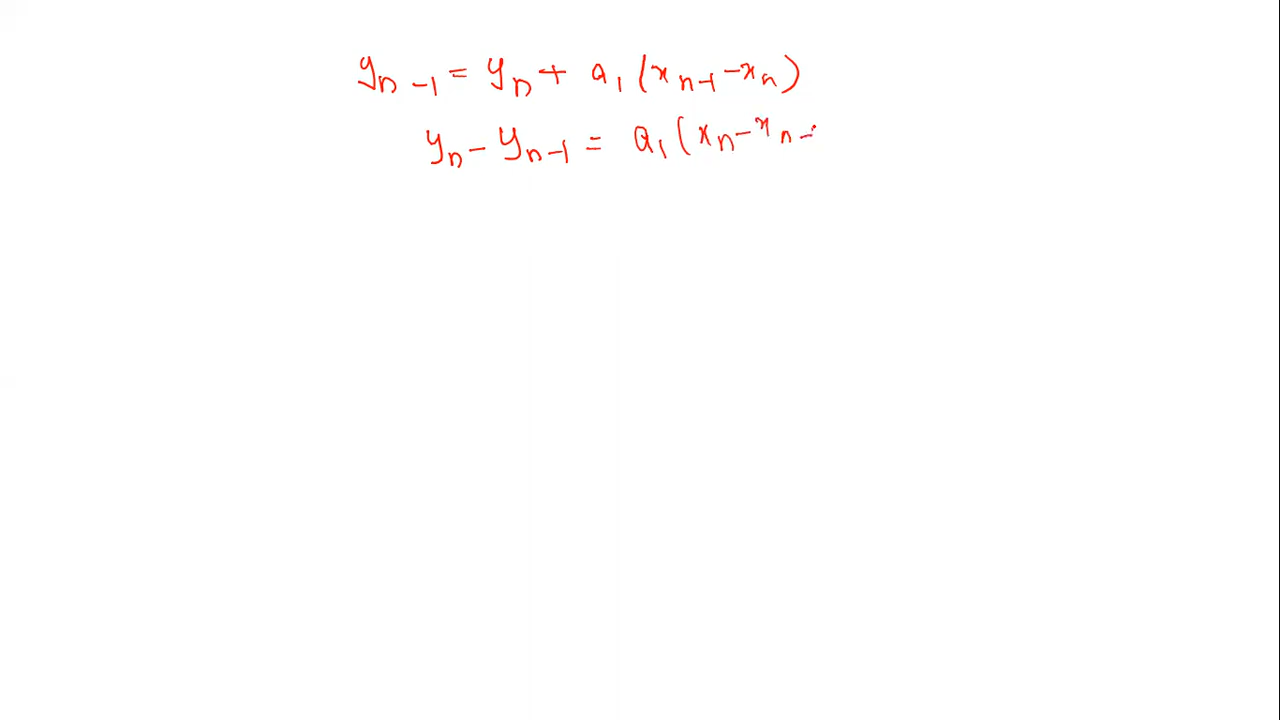 yₙ₋₁ = yₙ + a₁ (xₙ₋₁ - xₙ)
yₙ - yₙ₋₁ = a₁ (xₙ - xₙ₋